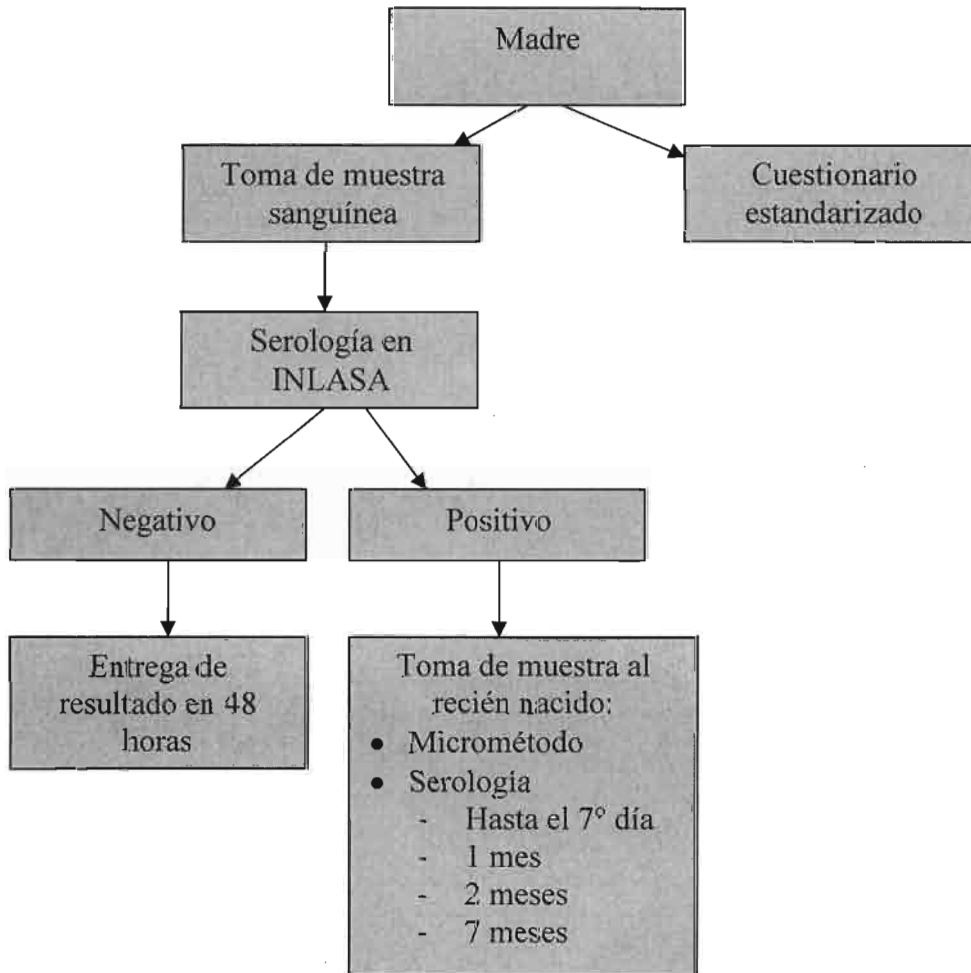 Madre
Toma de muestra
sanguínea
Cuestionario
estandarizado
Serología en
INLASA
Negativo
Positivo
Entrega de
resultado en 48
horas
Toma de muestra al
recién nacido:
• Micrométodo
• Serología
- Hasta el 7° día
- 1 mes
- 2 meses
- 7 meses